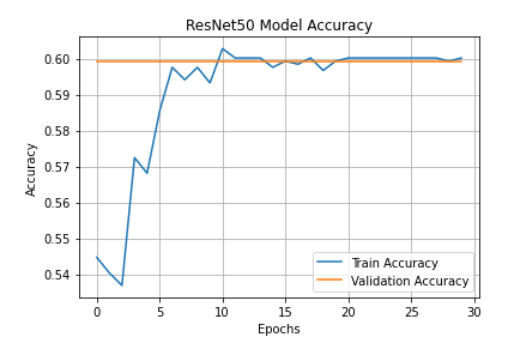 ResNet50 Model Accuracy
Accuracy
0.60
0.59
0.58
0.57
0.56
0.55
0.54
Train Accuracy
Validation Accuracy
0
5
10
15
20
25
30
Epochs